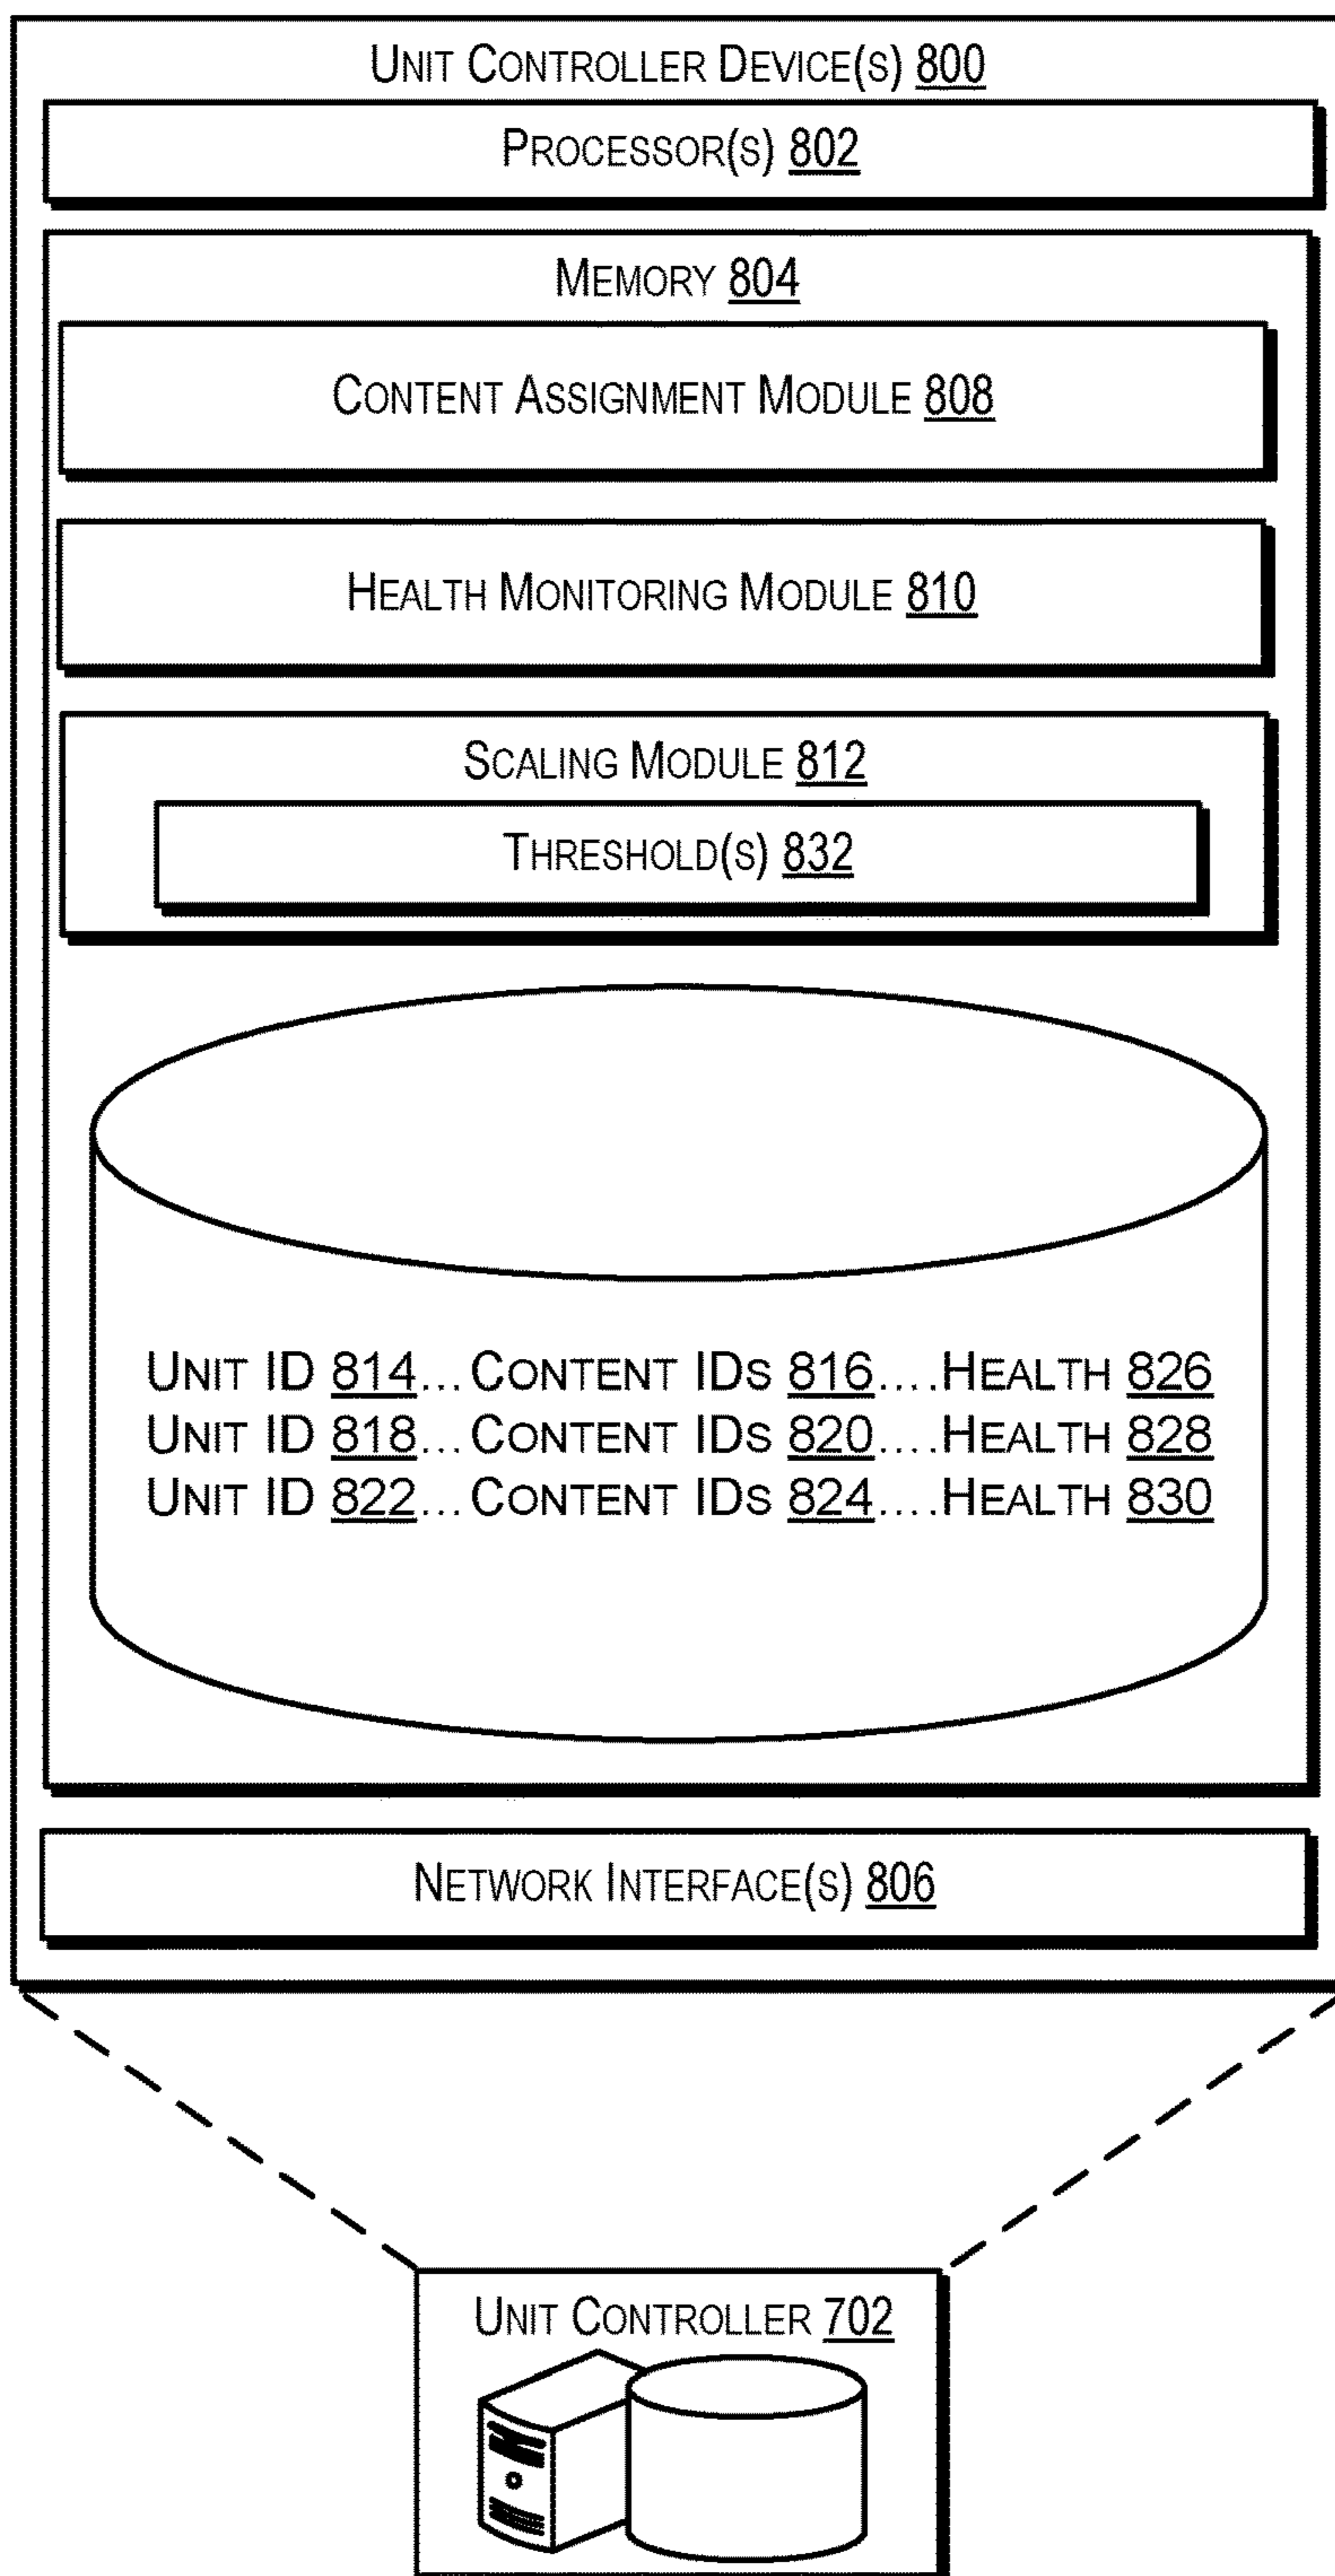 UNIT CONTROLLER DEVICE(S) 800
PROCESSOR(S) 802
MEMORY 804
CONTENT ASSIGNMENT MODULE 808
HEALTH MONITORING MODULE 810
SCALING MODULE 812
THRESHOLD(S) 832
UNIT ID 814... CONTENT IDS 816....HEALTH 826
UNIT ID 818... CONTENT IDS 820....HEALTH 828
UNIT ID 822... CONTENT IDS 824....HEALTH 830
NETWORK INTERFACE(S) 806
UNIT CONTROLLER 702